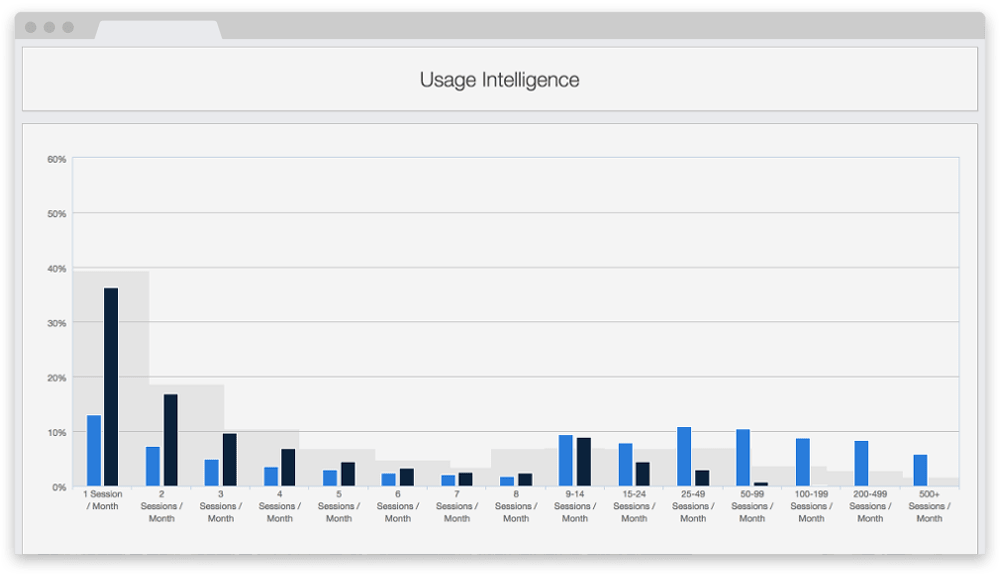 Usage Intelligence
60%
50%
40%
30%
20%
10%
0%
1 Session
/ Month
2
Sessions /
Month
3
Sessions /
Month
4
Sessions /
Month
5
Sessions /
Month
6
Sessions /
Month
7
Sessions /
Month
8
Sessions /
Month
9-14
Sessions /
Month
15-24
Sessions /
Month
25-49
Sessions /
Month
50-99
Sessions /
Month
100-199
Sessions /
Month
200-499
Sessions /
Month
500+
Sessions /
Month